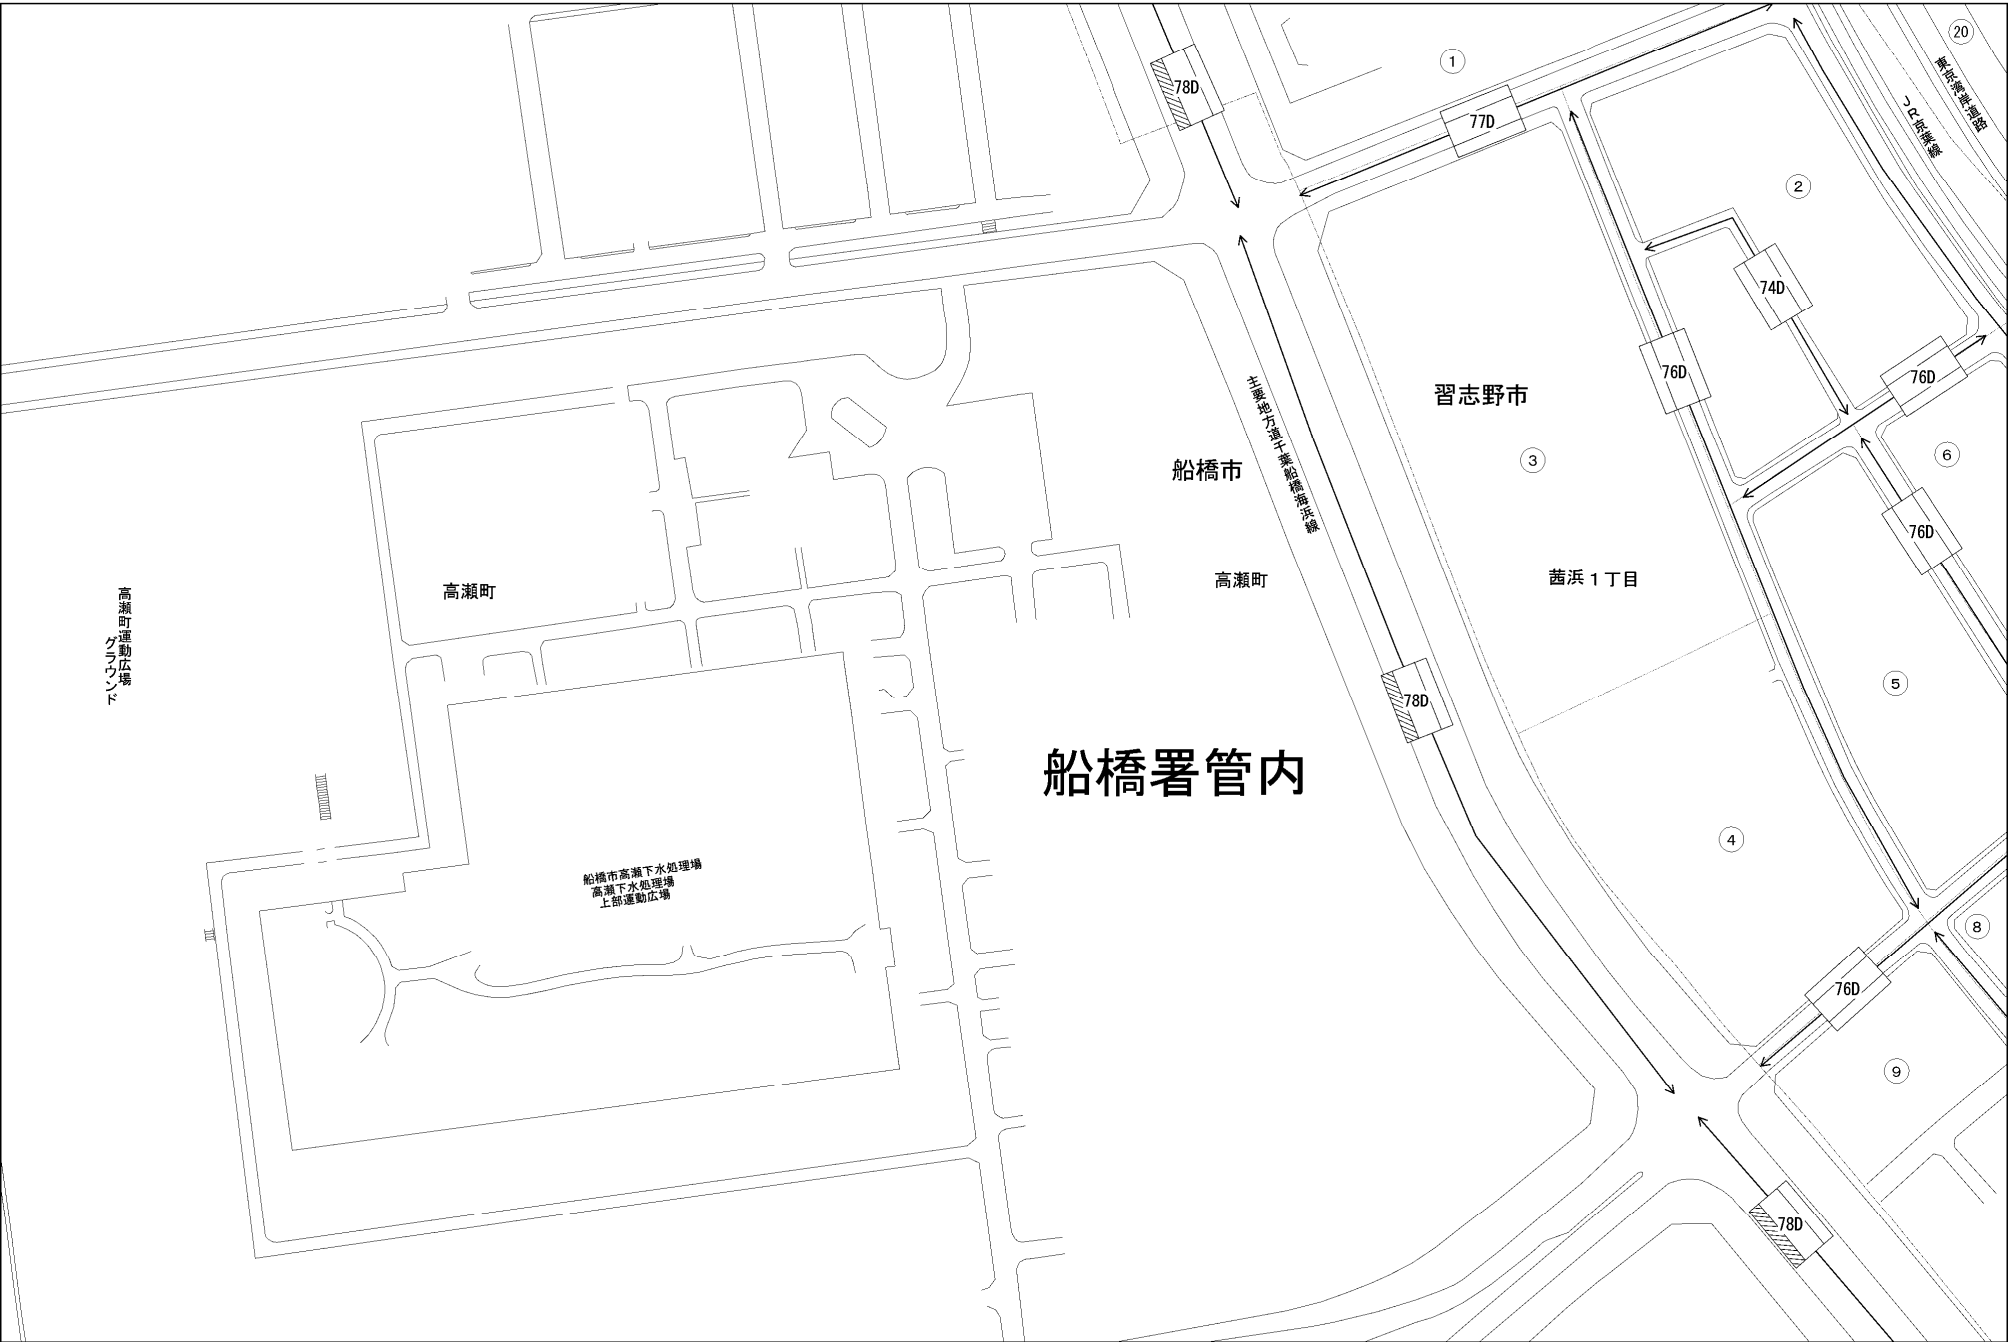 ⑳
東京湾岸道路
JR京葉線
①
78D
77D
②
74D
76D
76D
習志野市
③
主要地方道千葉船橋海浜線
船橋市
⑥
76D
高瀬町
高瀬町
茜浜1丁目
高瀬町運動広場
グラウンド
⑤
78D
船橋署管内
④
船橋市高瀬下水処理場
高瀬下水処理場
上部運動広場
⑧
76D
⑨
78D